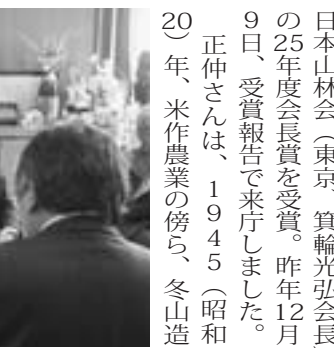 日本山林会（東京、箕輪光弘会長）
の25年度会長賞を受賞。昨年12月
9日、受賞報告で来庁しました。
正仲さんは、1945（昭和
20）年、米作農業の傍ら、冬山造